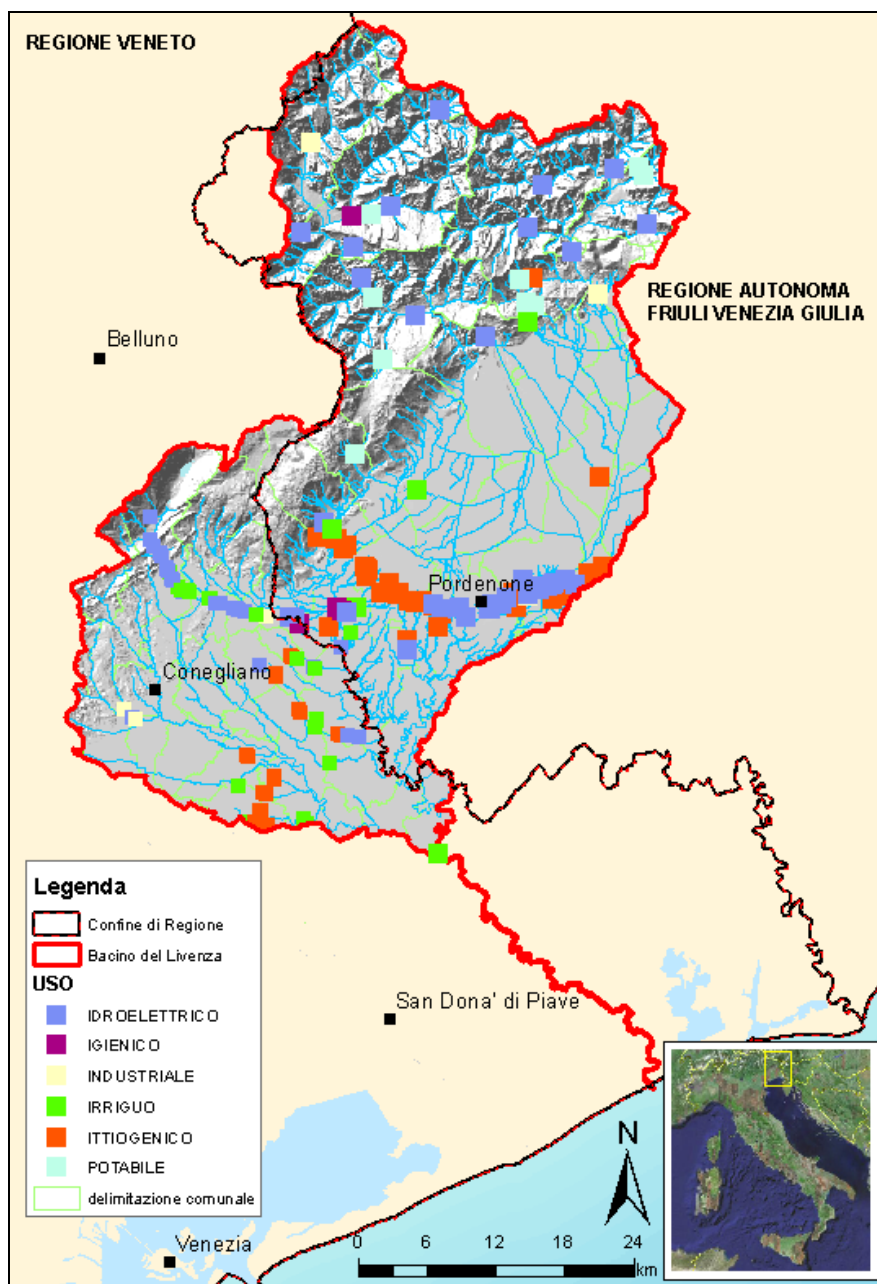 REGIONE VENETO
REGIONE AUTONOMA
FRIULI VENEZIA GIULIA
Belluno
Pordenone
Conegliano
Legenda
Confine di Regione
Bacino del Livenza
USO
IDROELETTRICO
IGIENICO
INDUSTRIALE
IRRIGUO
ITTIOGENICO
POTABILE
delimitazione comunale
San Dona' di Piave
Venezia
N
0 6 12 18 24
km